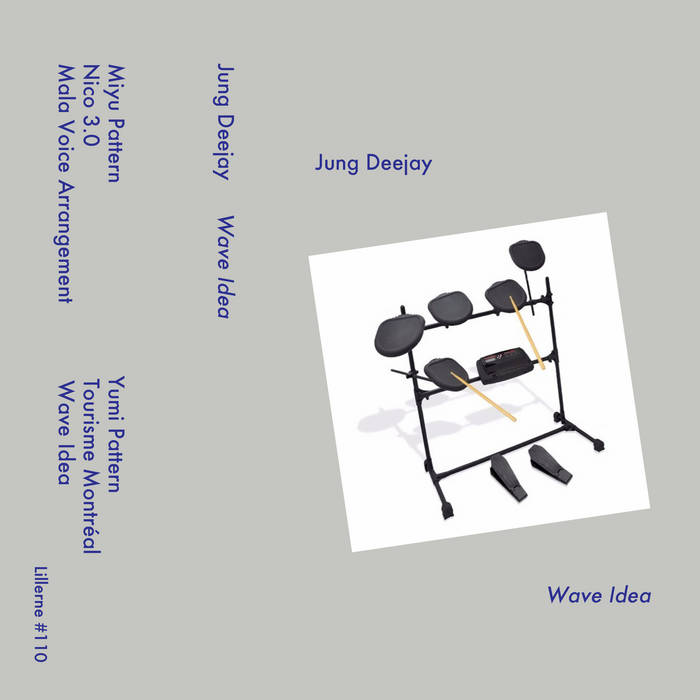 Miyu Pattern
Nico 3.0
Mala Voice Arrangement
Yumi Pattern
Tourisme Montréal
Wave Idea
Lillerne #110
Jung Deejay Wave Idea
Jung Deejay
Wave Idea